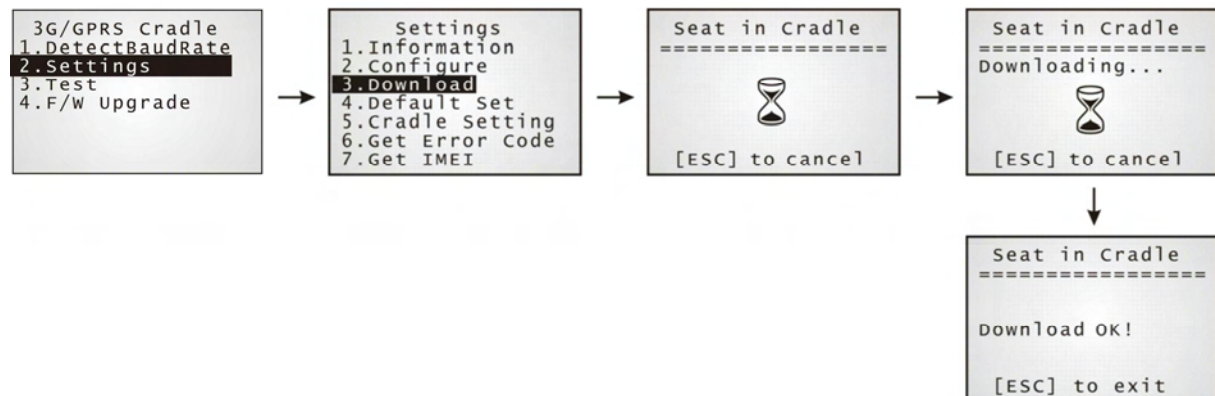 3G/GPRS Cradle
1.DetectBaudRate
2.Settings
3.Test
4.F/W Upgrade
Settings
1.Information
2.Configure
3.Download
4.Default Set
5.Cradle Setting
6.Get Error Code
7.Get IMEI
Seat in Cradle
=================
[ESC] to cancel
Seat in Cradle
=================
Downloading...
[ESC] to cancel
Seat in Cradle
=================
Download OK!
[ESC] to exit